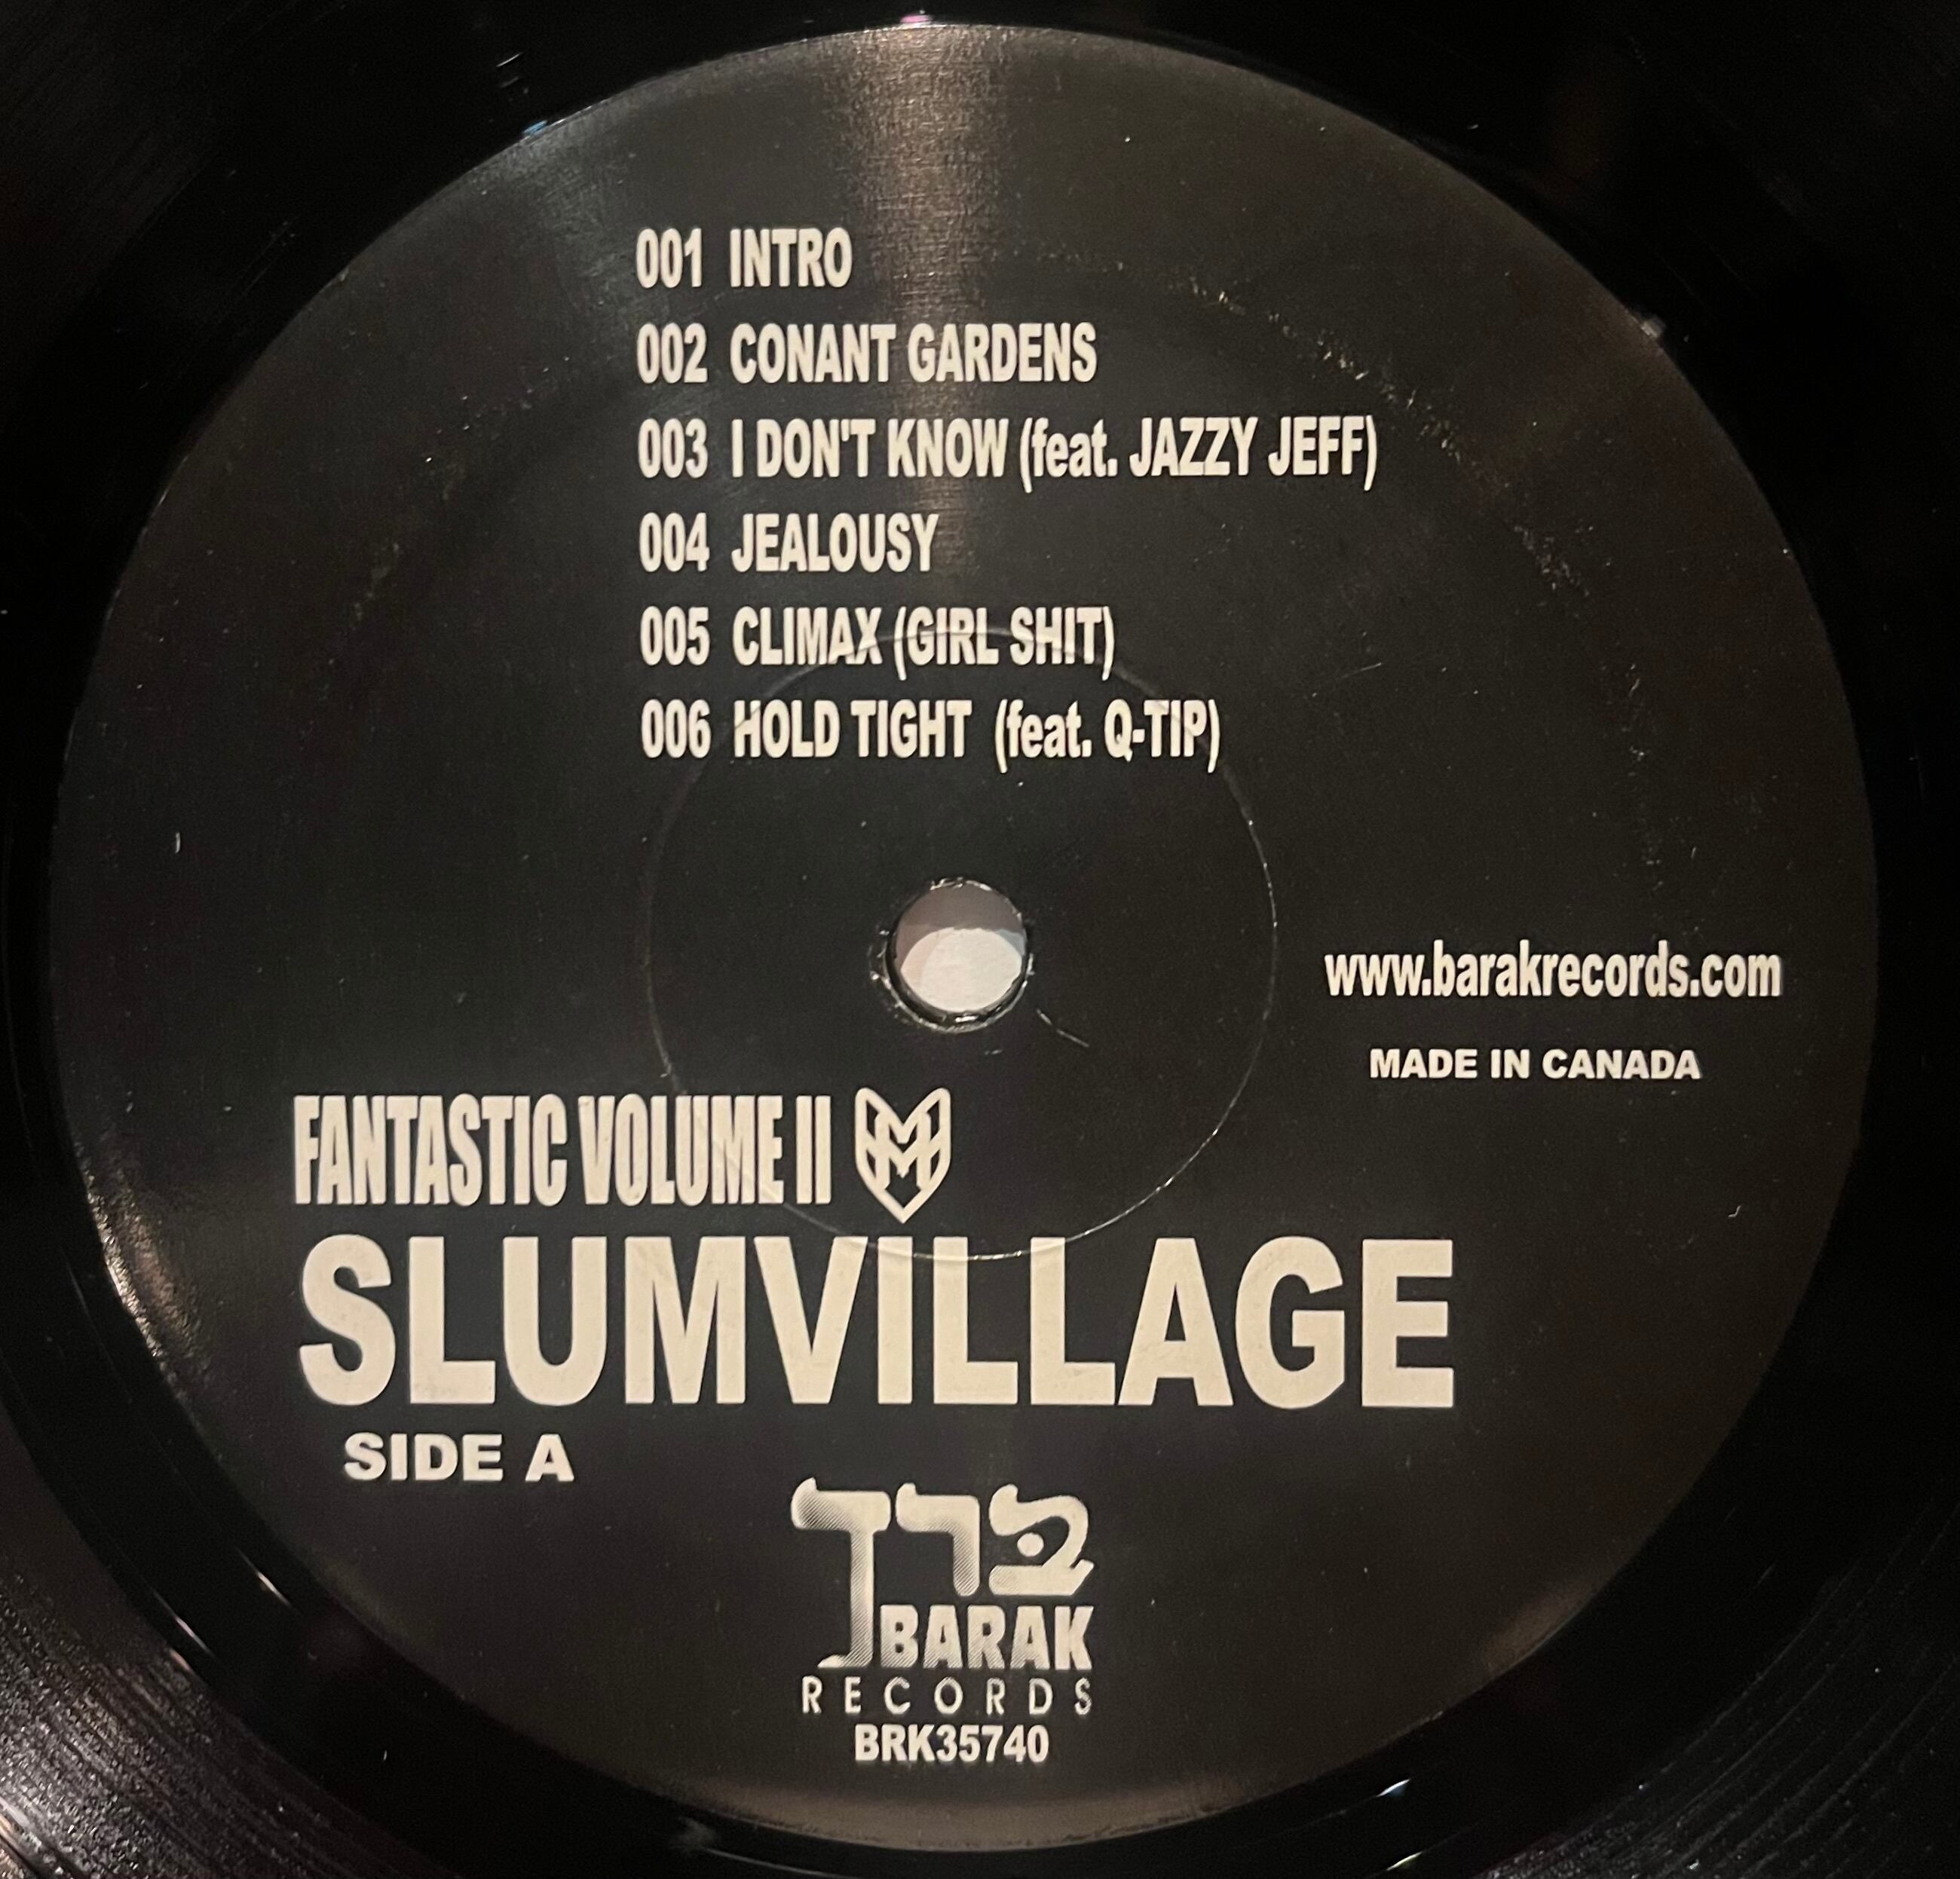 001 INTRO
002 CONANT GARDENS
003 I DON'T KNOW (feat. JAZZY JEFF)
004 JEALOUSY
005 CLIMAX (GIRL SHIT)
006 HOLD TIGHT (feat. Q-TIP)
www.barakrecords.com
MADE IN CANADA
FANTASTIC VOLUME II
SLUMVILLAGE
SIDE A
ברך
BARAK
RECORDS
BRK35740